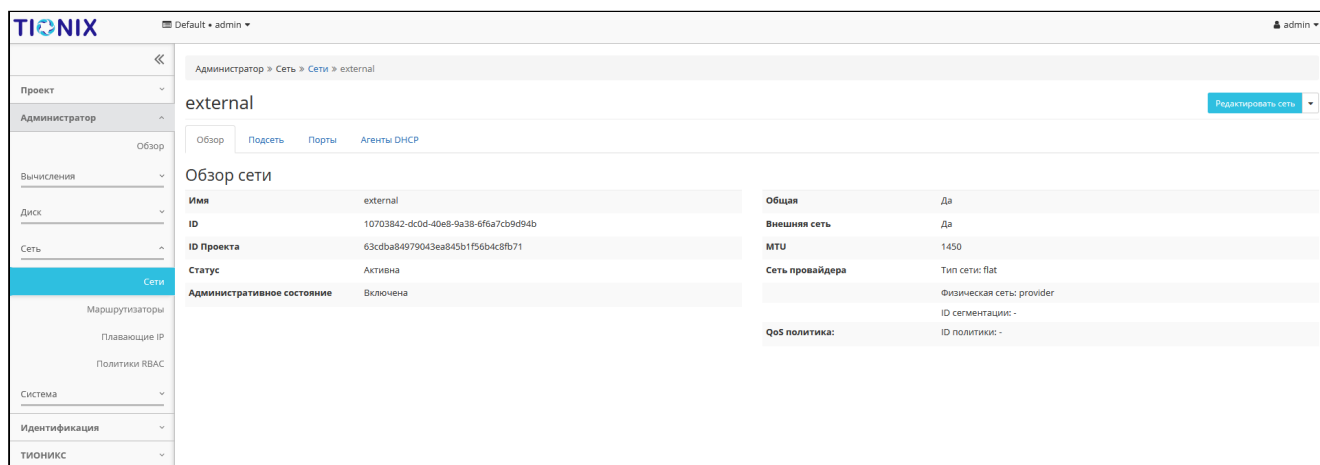 TIONIX
Default • admin
admin
Администратор » Сеть » Сети » external
Проект
Администратор
Обзор
Вычисления
Диск
Сеть
Сети
Маршрутизаторы
Плавающие IP
Политики RBAC
Система
Идентификация
ТИОНИКС
external
Редактировать сеть
Обзор Подсеть Порты Агенты DHCP
Обзор сети
Имя external
ID 10703842-dc0d-40e8-9a38-6f6a7cb9d94b
ID Проекта 63cdba84979043ea845b1f56b4c8fb71
Статус Активна
Административное состояние Включена
Общая Да
Внешняя сеть Да
MTU 1450
Сеть провайдера Тип сети: flat
Физическая сеть: provider
ID сегментации: -
QoS политика: ID политики: -